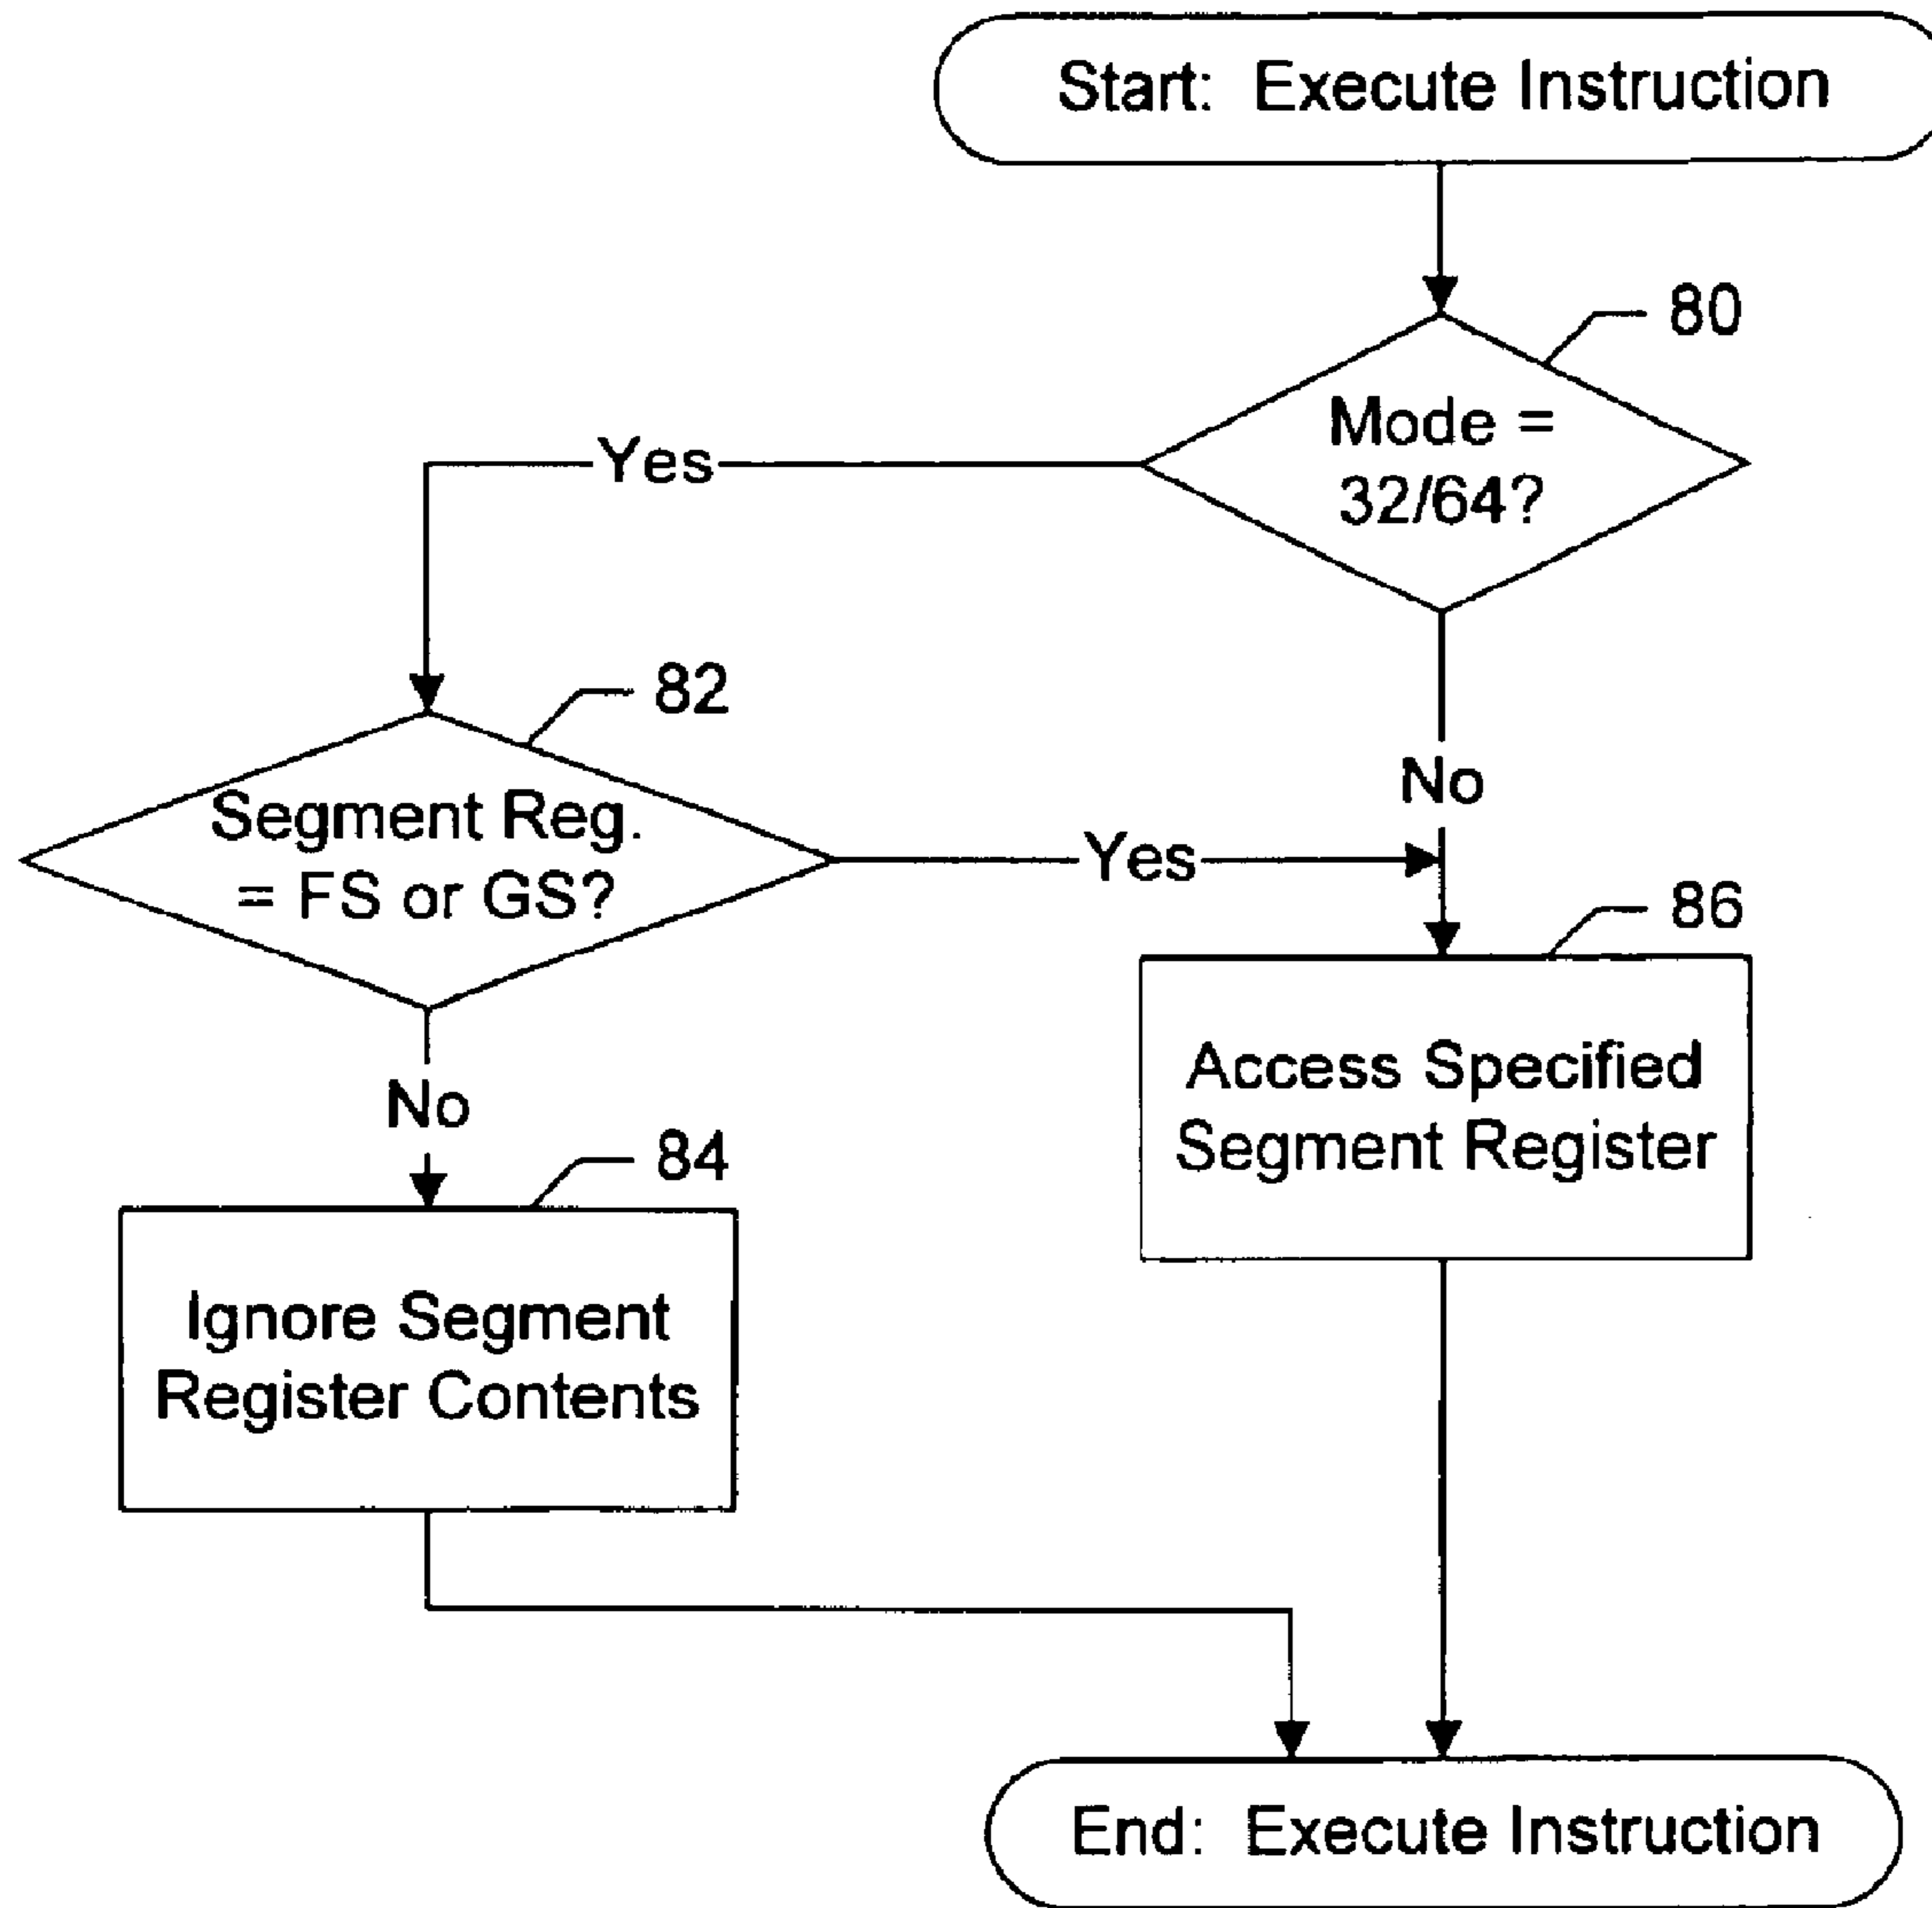 Start: Execute Instruction
80
Mode =
32/64?
Yes
82
No
Segment Reg.
= FS or GS?
Yes
86
Access Specified
Segment Register
No
84
Ignore Segment
Register Contents
End: Execute Instruction